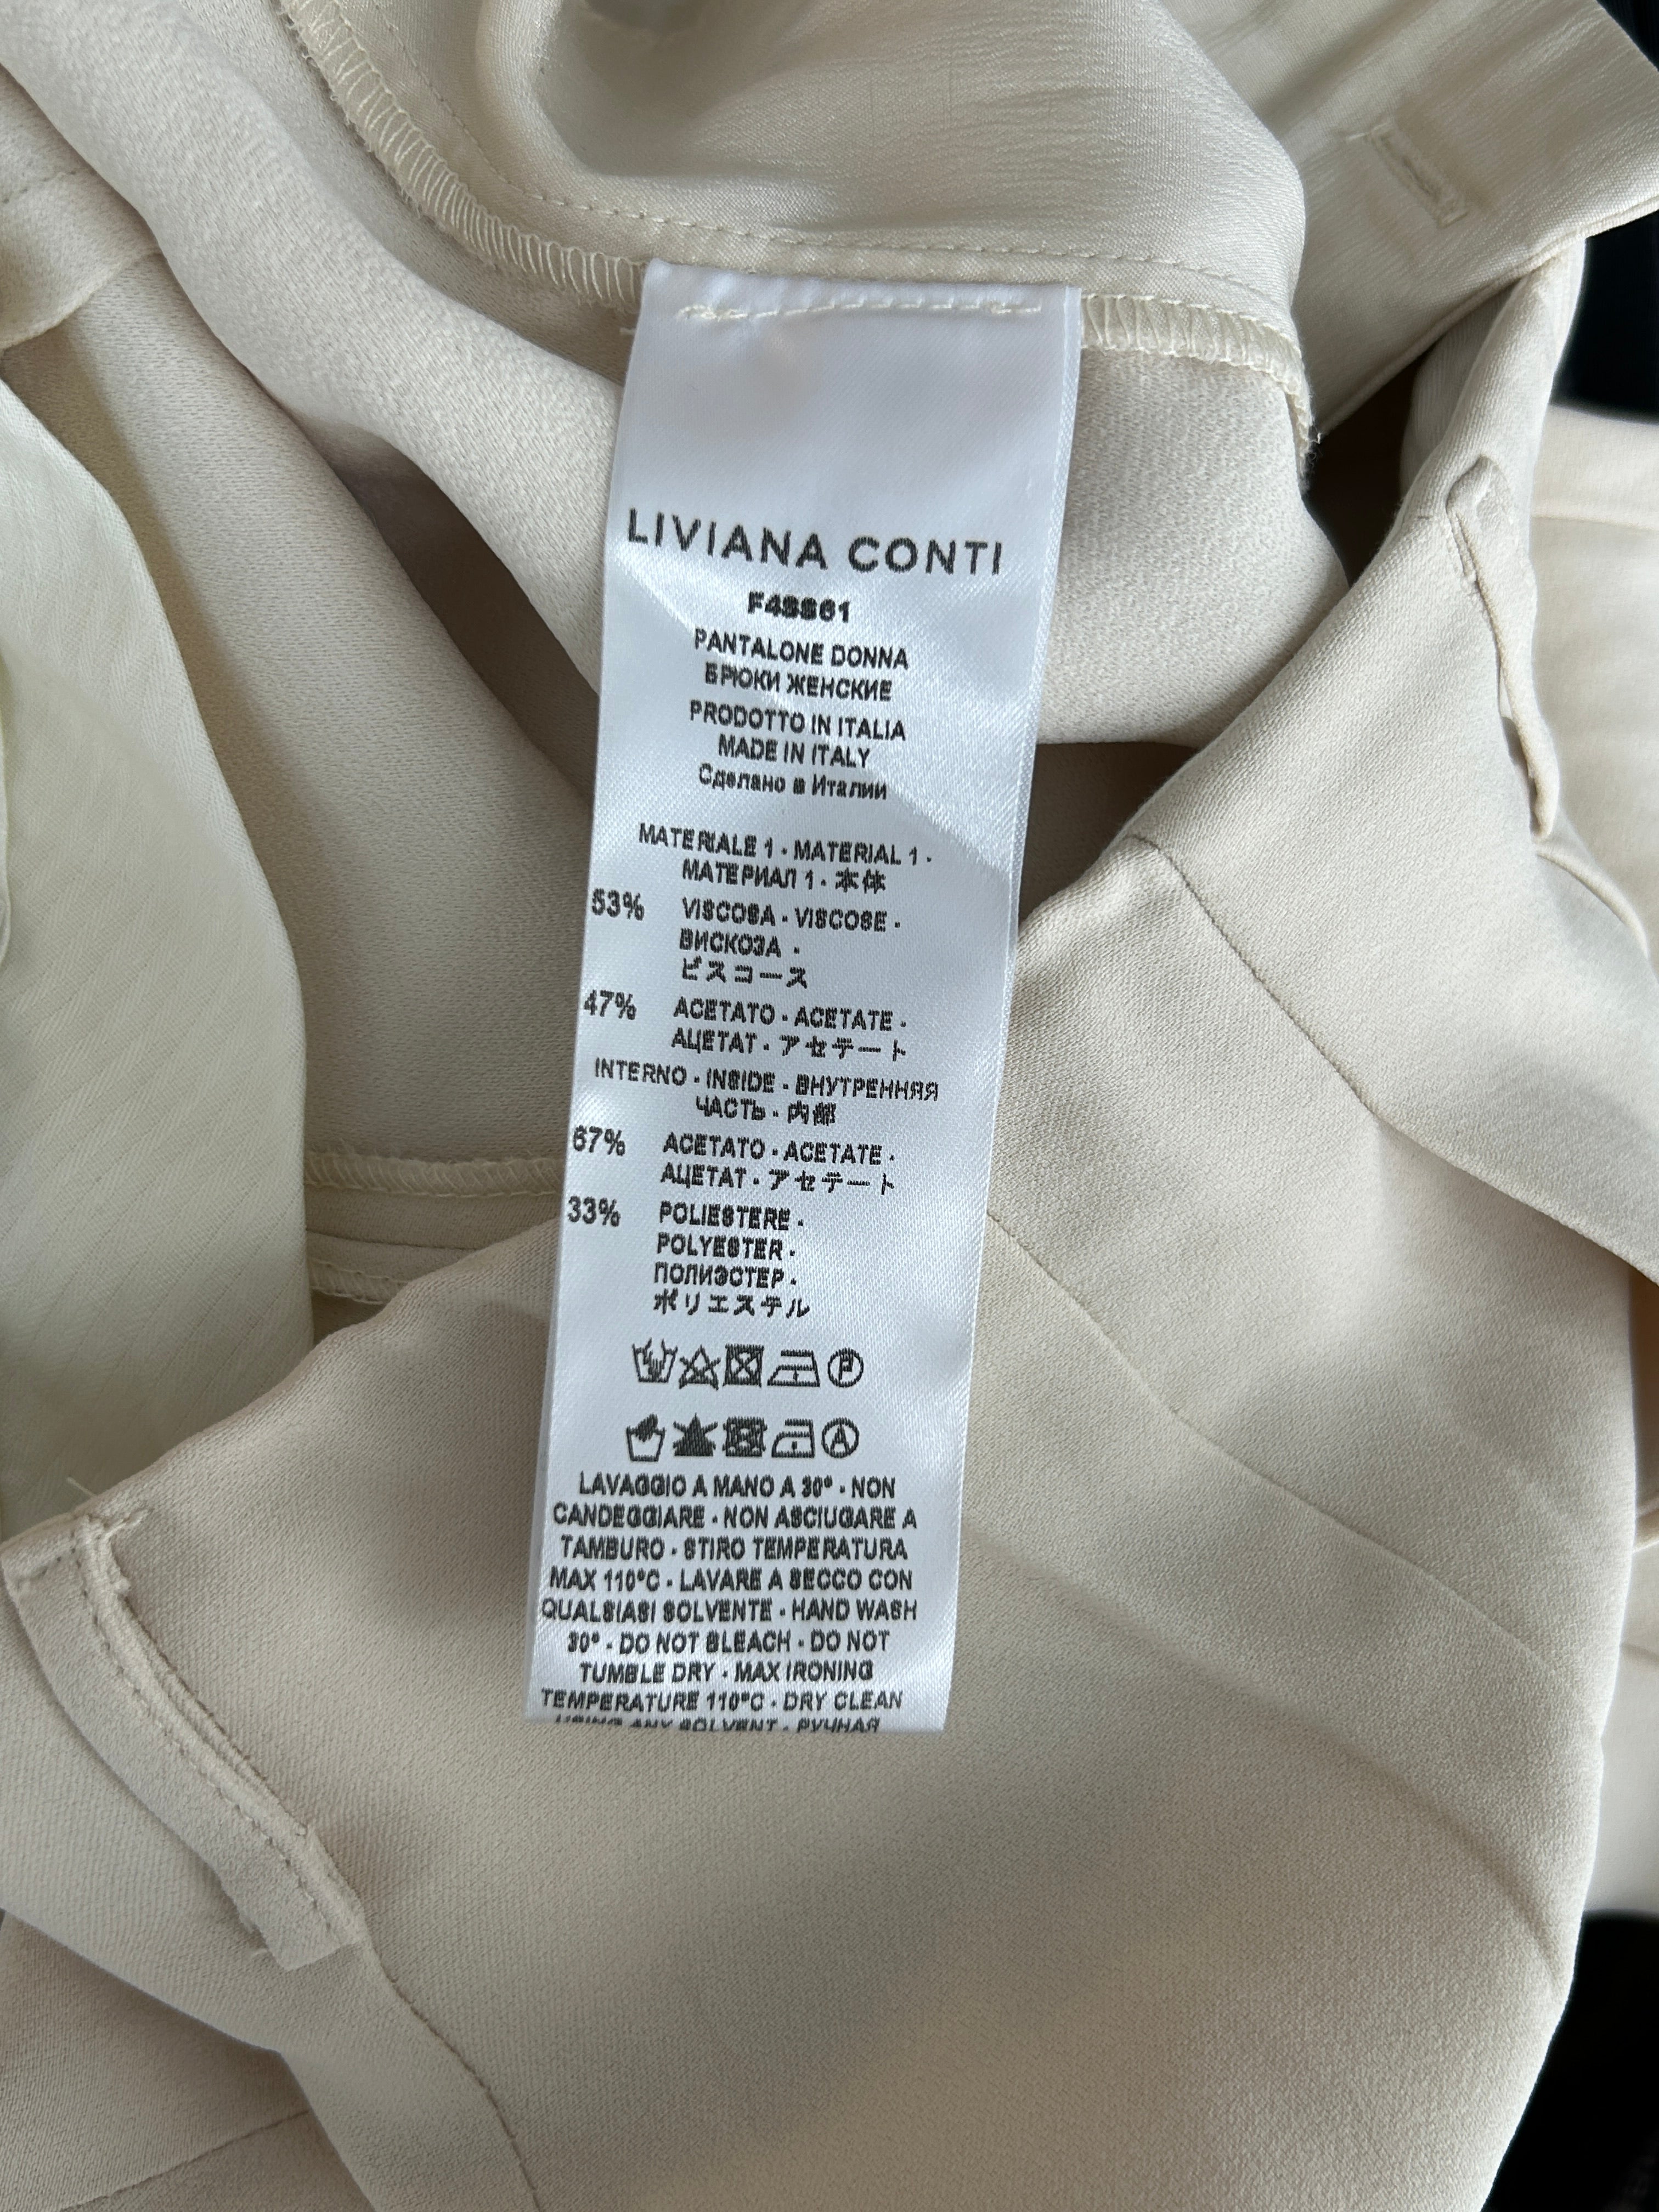 LIVIANA CONTI
PANTALONE DONNA
БРЮКИ ЖЕНСКИЕ
PRODOTTO IN ITALIA
MADE IN ITALY
Сделано в Италии
MATERIALE 1 - MATERIAL 1 -
МАТЕРИАЛ 1 - 本体
53% VISCOSA - VISCOSE -
ВИСКОЗА -
ビスコース
47% ACETATO - ACETATE -
АЦЕТАТ - アセテート
INTERNO - INSIDE - ВНУТРЕННЯЯ
ЧАСТЬ - 内部
67% ACETATO - ACETATE -
АЦЕТАТ - アセテート
33% POLIESTERE -
POLYESTER -
ПОЛИЭСТЕР -
ポリエステル
P
A
LAVAGGIO A MANO A 30° - NON
CANDEGGIARE - NON ASCIUGARE A
TAMBURO - STIRO TEMPERATURA
MAX 110°C - LAVARE A SECCO CON
QUALSIASI SOLVENTE - HAND WASH
30° - DO NOT BLEACH - DO NOT
TUMBLE DRY - MAX IRONING
TEMPERATURE 110°C - DRY CLEAN
USING ANY SOLVENT - РУЧНАЯ